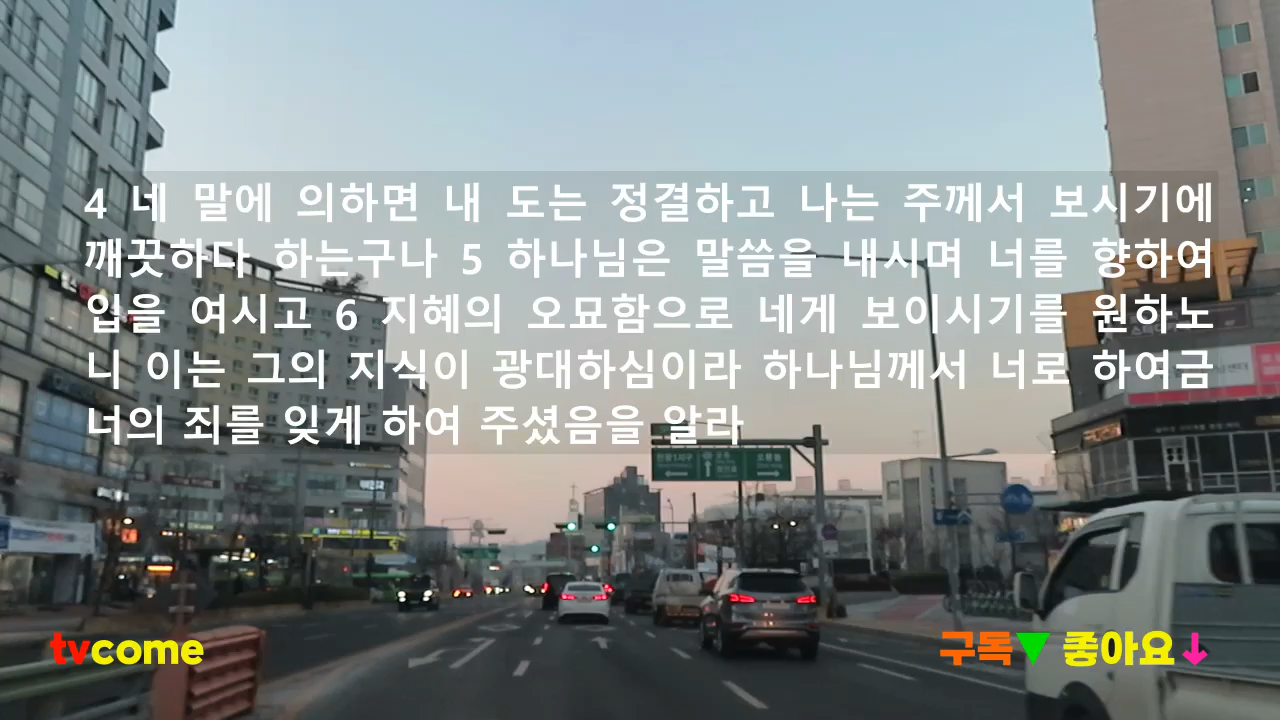 4 네 말에 의하면 내 도는 정결하고 나는 주께서 보시기에
깨끗하다 하는구나 5 하나님은 말씀을 내시며 너를 향하여
입을 여시고 6 지혜의 오묘함으로 네게 보이시기를 원하노
니 이는 그의 지식이 광대하심이라 하나님께서 너로 하여금
너의 죄를 잊게 하여 주셨음을 알라
tvcome
구독▼ 좋아요↓